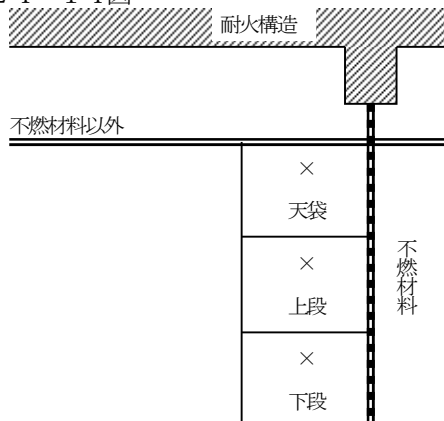 耐火構造
不燃材料以外
×
天袋
×
上段
不燃材料
×
下段